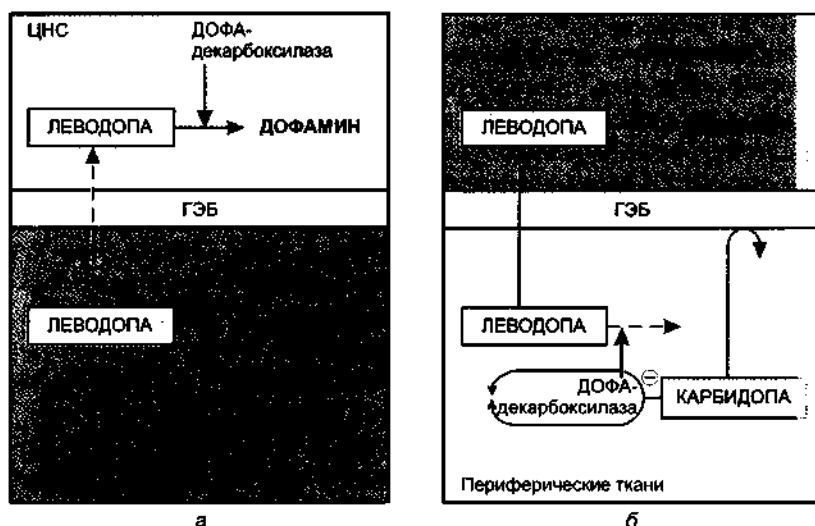 ЦНС
ДОФА-
декарбоксилаза
ЛЕВОДОПА
ДОФАМИН
ГЭБ
ЛЕВОДОПА
а
ЛЕВОДОПА
ГЭБ
ЛЕВОДОПА
ДОФА-
декарбоксилаза
КАРБИДОПА
Периферические ткани
б